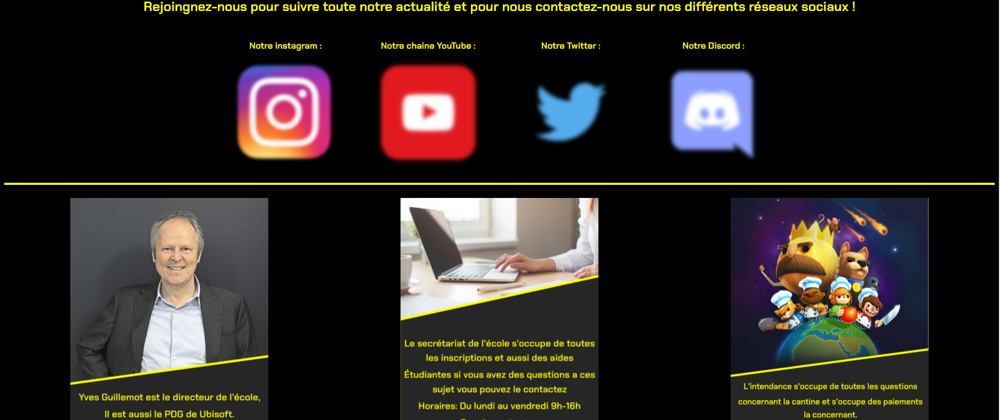 Rejoingnez-nous pour suivre toute notre actualité et pour nous contactez-nous sur nos différents réseaux sociaux !
Notre instagram :
Notre chaine YouTube :
Notre Twitter :
Notre Discord :
Yves Guillemot est le directeur de l'école,
Il est aussi le PDG de Ubisoft.
Le secrétariat de l'école s'occupe de toutes
les inscriptions et aussi des aides
Étudiantes si vous avez des questions a ces
sujet vous pouvez le contactez
Horaires: Du lundi au vendredi 9h-16h
L'intendance s'occupe de toutes les questions
concernant la cantine et s'occupe des paiements
la concernant.